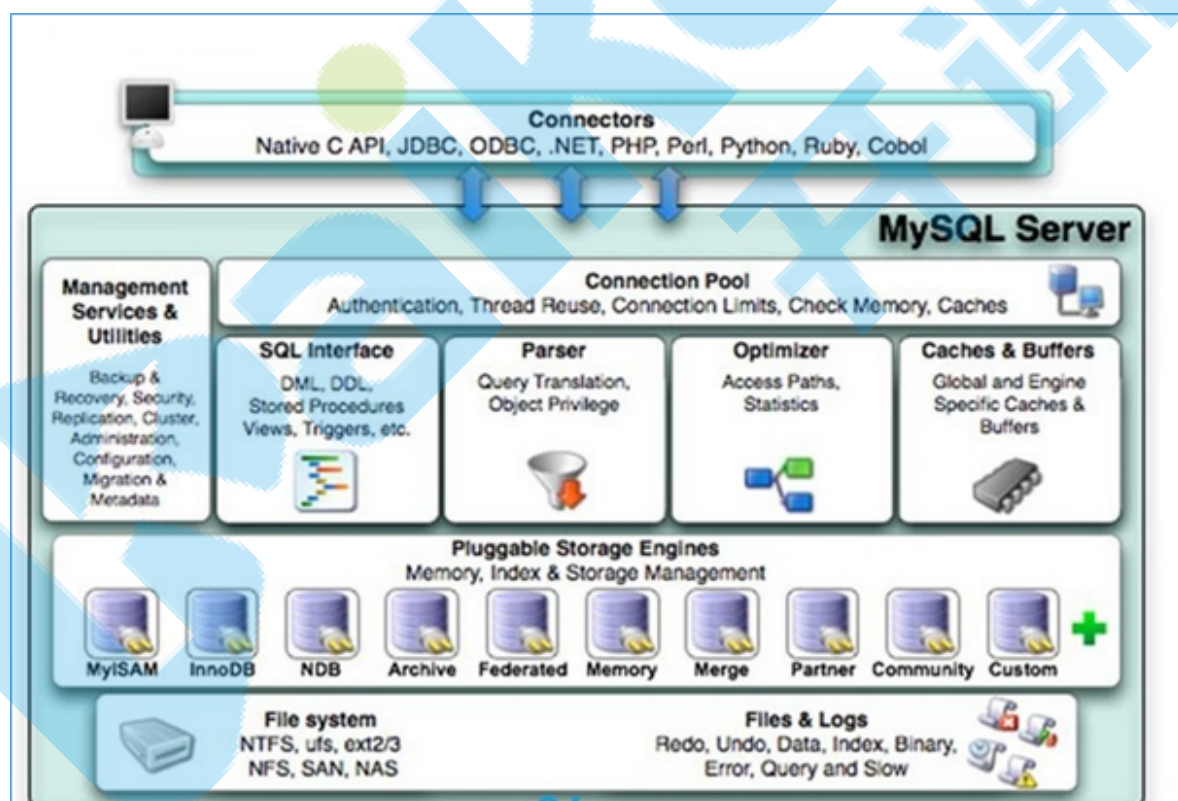 Connectors
Native C API, JDBC, ODBC, .NET, PHP, Perl, Python, Ruby, Cobol
MySQL Server
Management
Services &
Utilities
Backup &
Recovery, Security,
Replication, Cluster,
Administration,
Configuration,
Migration &
Metadata
Connection Pool
Authentication, Thread Reuse, Connection Limits, Check Memory, Caches
SQL Interface
DML, DDL,
Stored Procedures
Views, Triggers, etc.
Parser
Query Translation,
Object Privilege
Optimizer
Access Paths,
Statistics
Caches & Buffers
Global and Engine
Specific Caches &
Buffers
Pluggable Storage Engines
Memory, Index & Storage Management
MyISAM InnoDB NDB Archive Federated Memory Merge Partner Community Custom
File system
NTFS, ufs, ext2/3
NFS, SAN, NAS
Files & Logs
Redo, Undo, Data, Index, Binary,
Error, Query and Slow